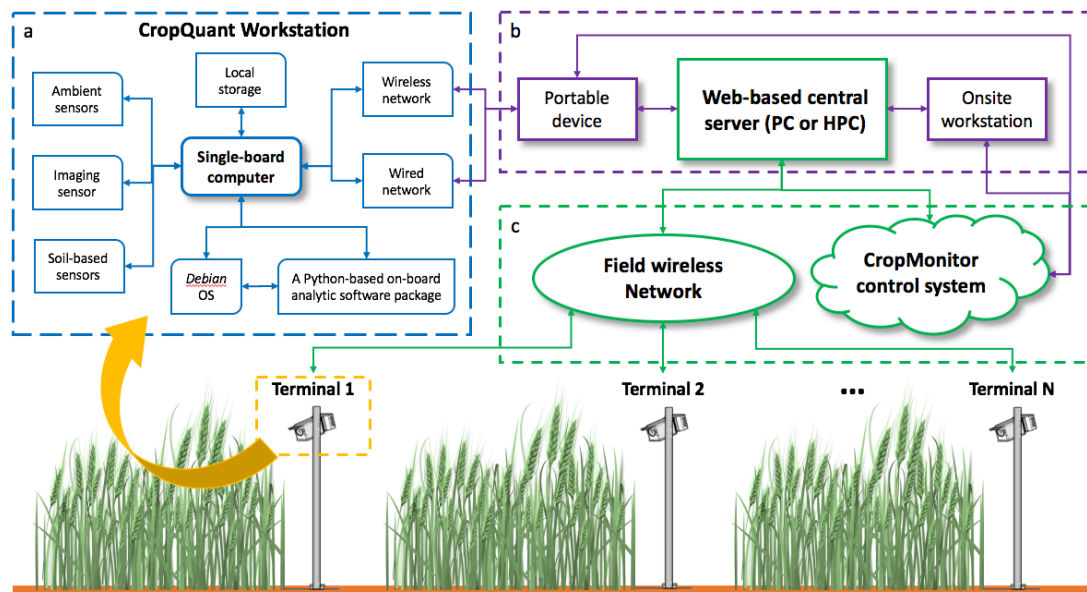 a
CropQuant Workstation
Ambient
sensors
Local
storage
Wireless
network
Imaging
sensor
Single-board
computer
Wired
network
Soil-based
sensors
Debian
OS
A Python-based on-board
analytic software package
b
Portable
device
Web-based central
server (PC or HPC)
Onsite
workstation
c
Field wireless
Network
CropMonitor
control system
Terminal 1
Terminal 2
...
Terminal N